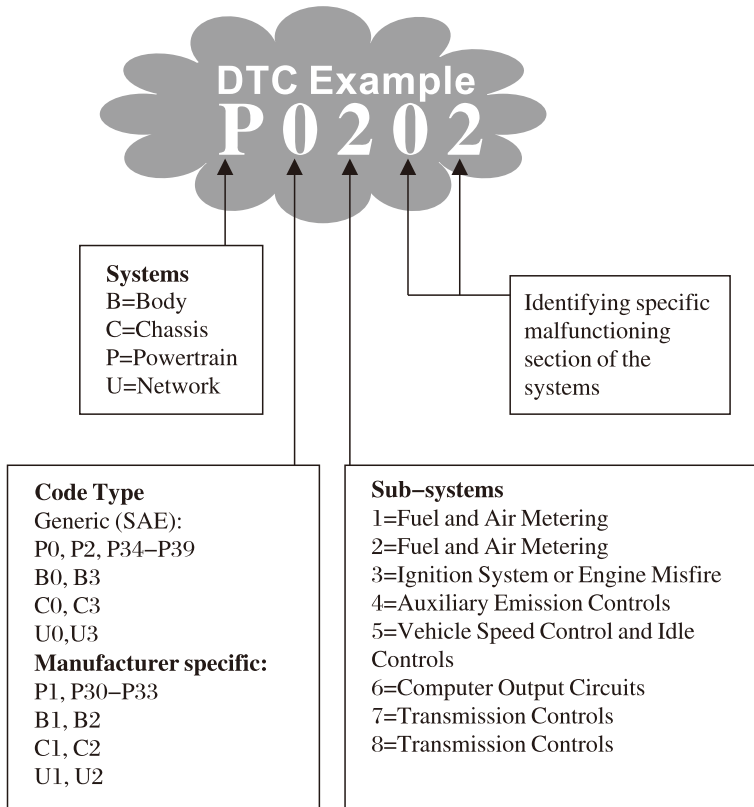 DTC Example
P0202
Systems
B=Body
C=Chassis
P=Powertrain
U=Network
Identifying specific
malfunctioning
section of the
systems
Code Type
Generic (SAE):
P0, P2, P34–P39
B0, B3
C0, C3
U0,U3
Manufacturer specific:
P1, P30–P33
B1, B2
C1, C2
U1, U2
Sub–systems
1=Fuel and Air Metering
2=Fuel and Air Metering
3=Ignition System or Engine Misfire
4=Auxiliary Emission Controls
5=Vehicle Speed Control and Idle
Controls
6=Computer Output Circuits
7=Transmission Controls
8=Transmission Controls